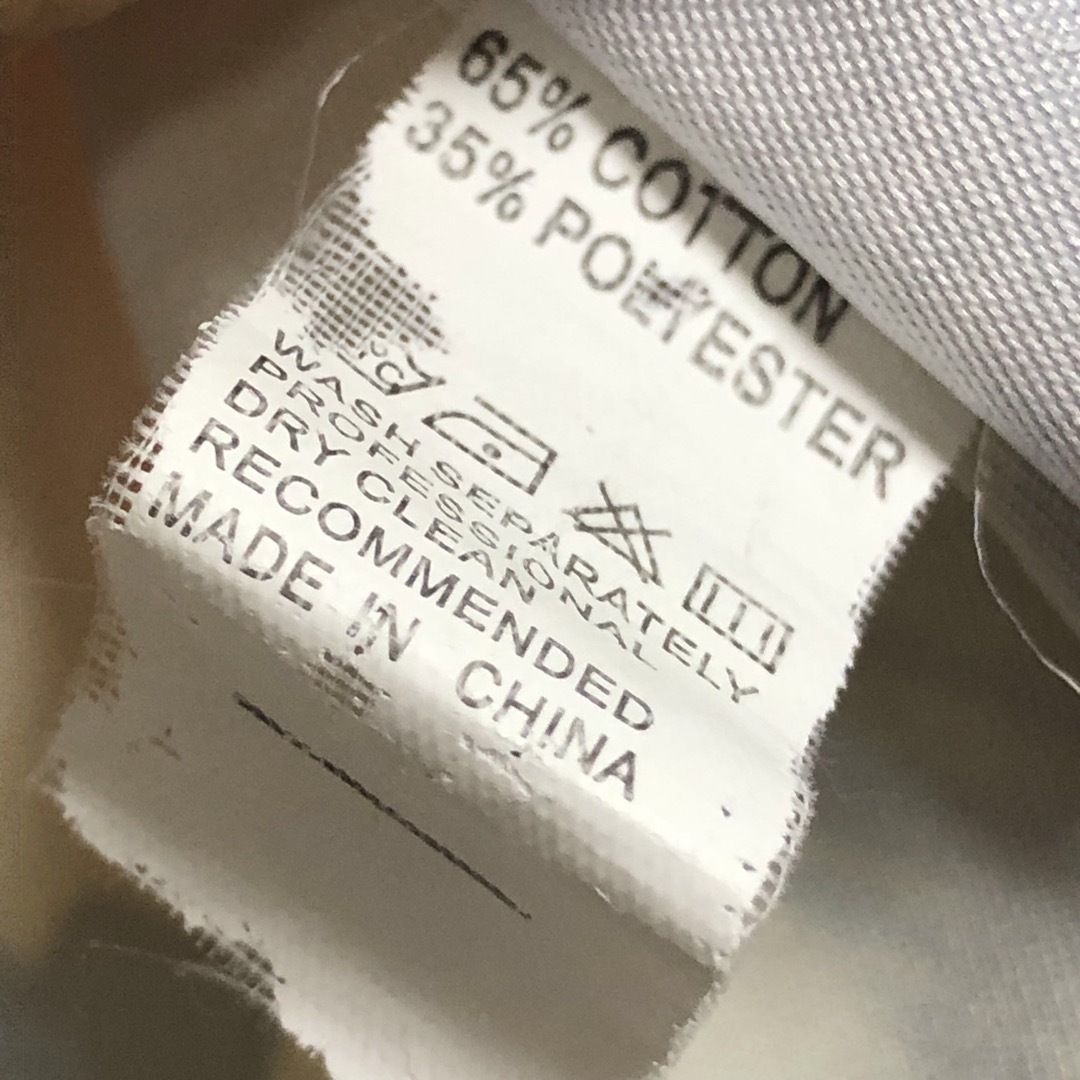 65% COTTON
35% POLYESTER
°C
WASH SEPARATELY
PROFESSIONAL
DRY CLEAN
RECOMMENDED
MADE IN CHINA